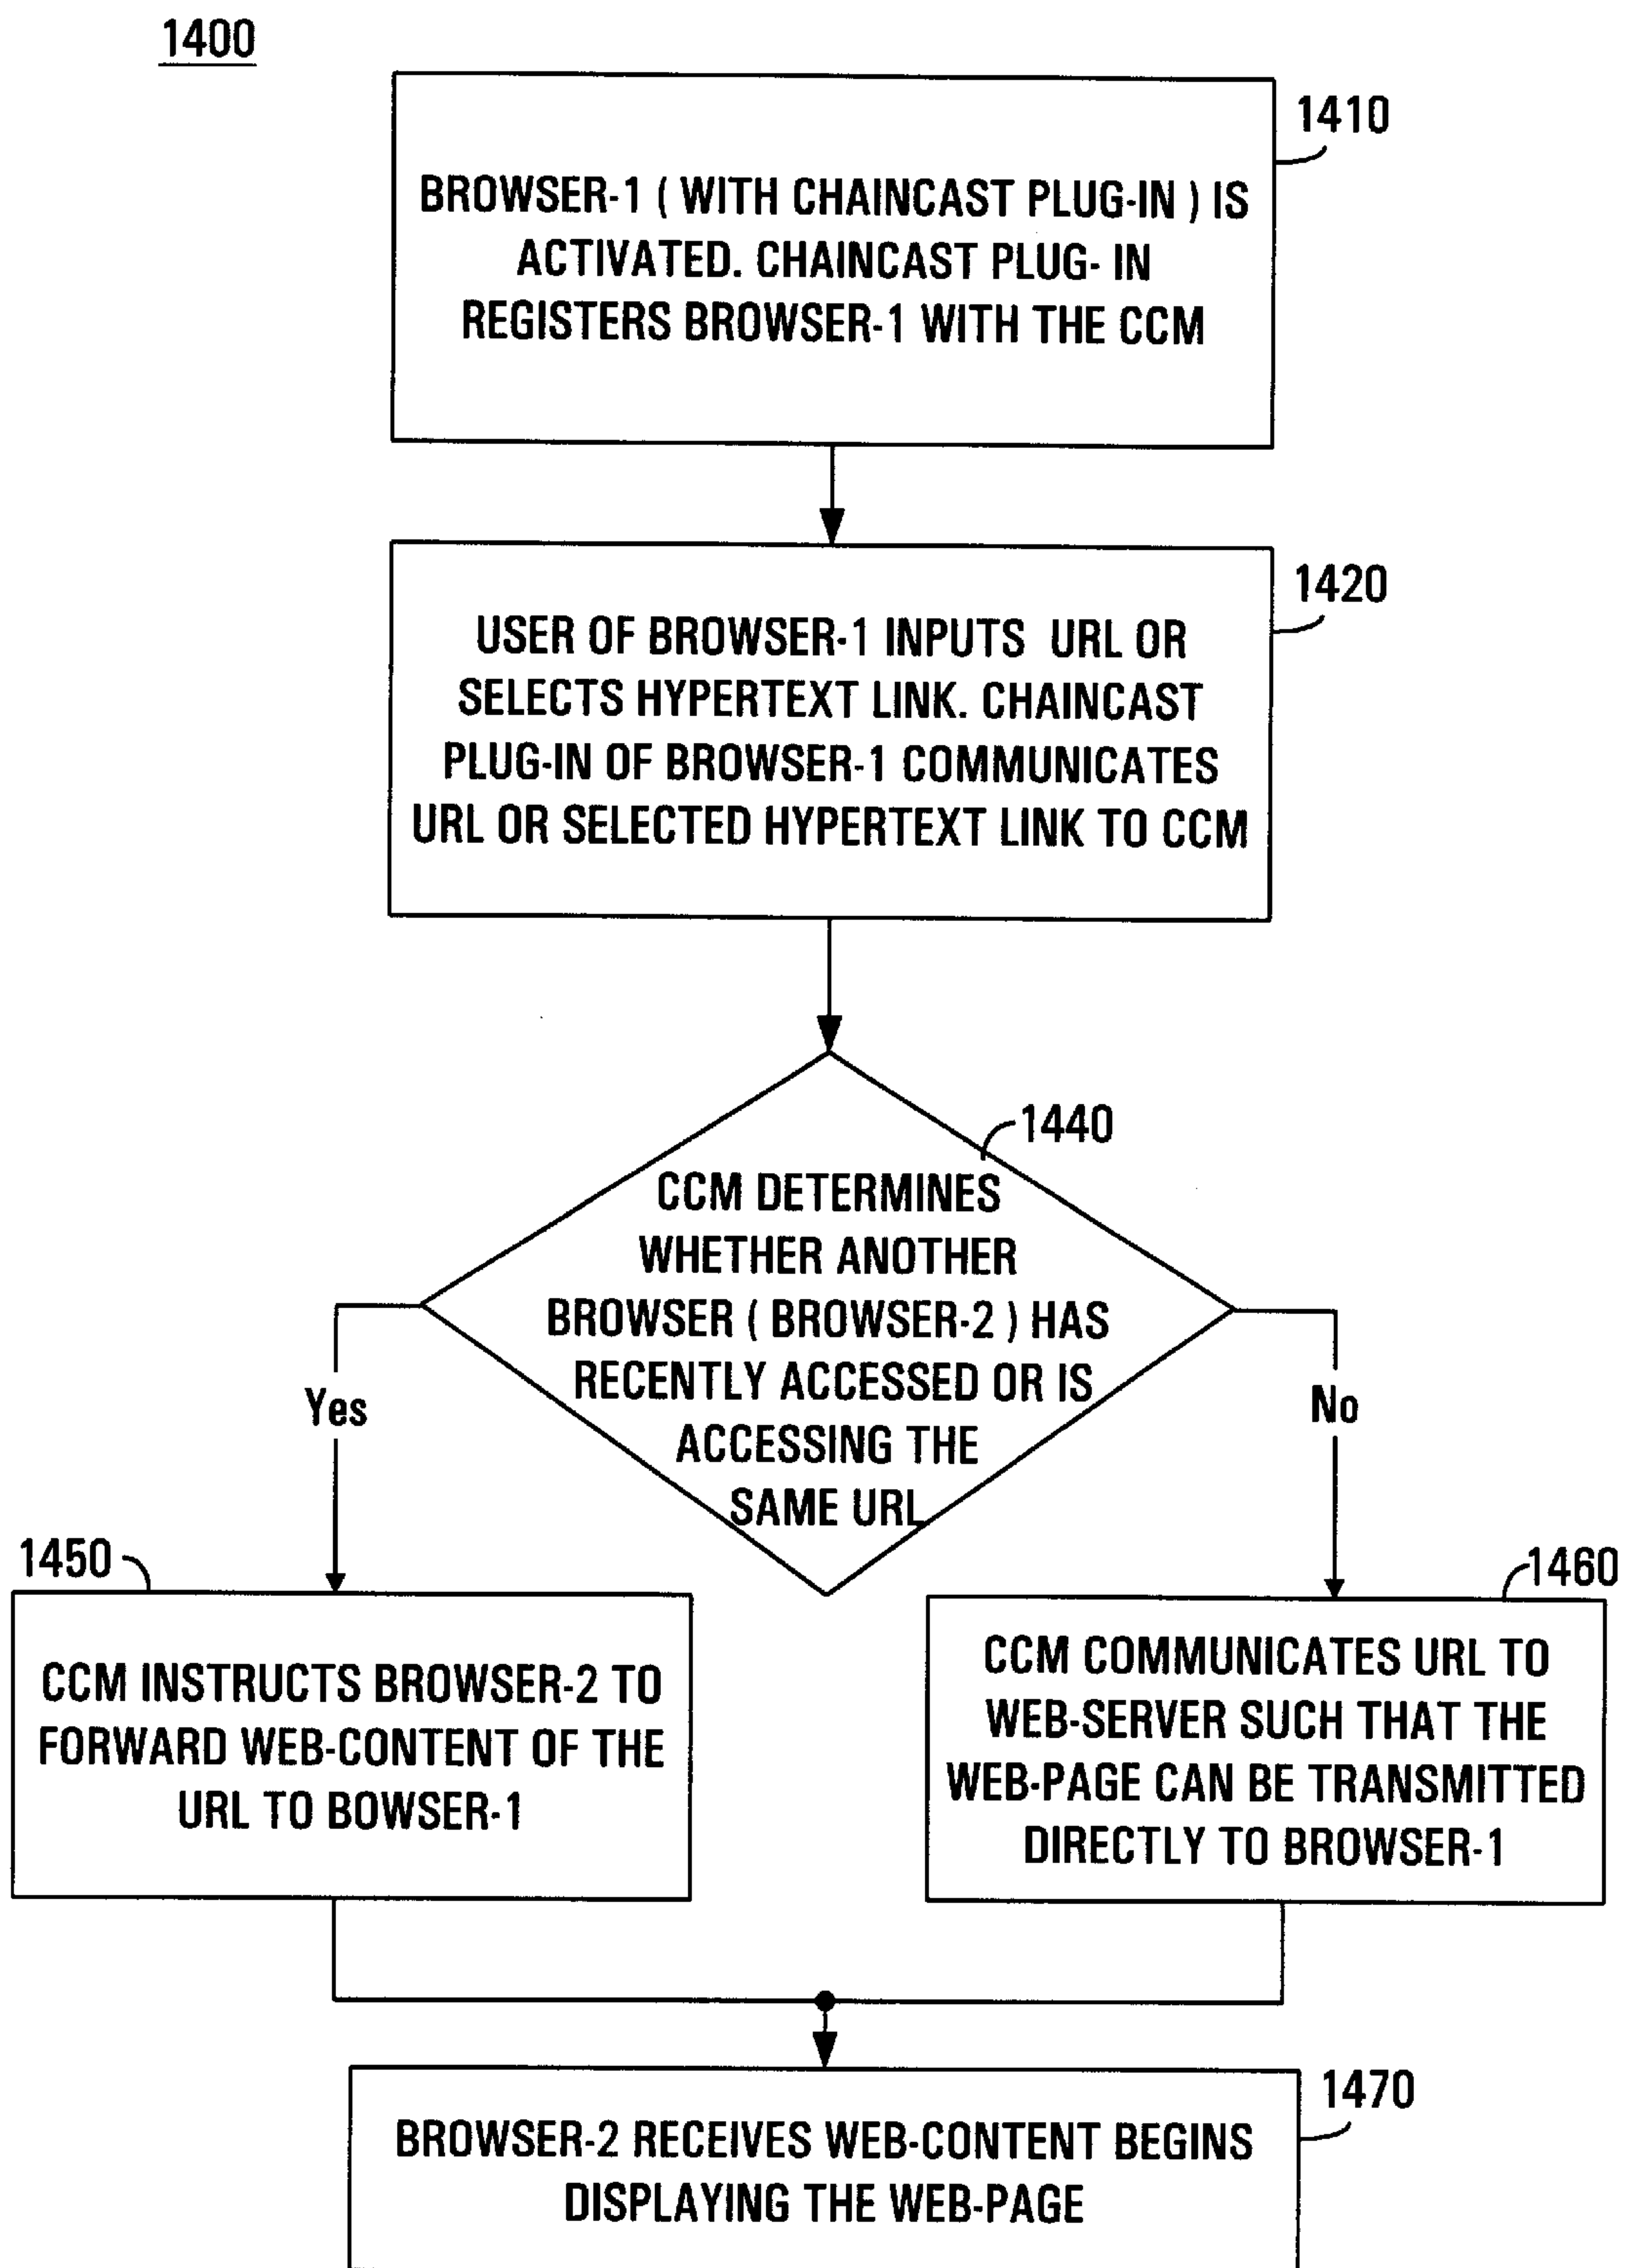 1400
1410
BROWSER-1 ( WITH CHAINCAST PLUG-IN ) IS
ACTIVATED. CHAINCAST PLUG- IN
REGISTERS BROWSER-1 WITH THE CCM
1420
USER OF BROWSER-1 INPUTS URL OR
SELECTS HYPERTEXT LINK. CHAINCAST
PLUG-IN OF BROWSER-1 COMMUNICATES
URL OR SELECTED HYPERTEXT LINK TO CCM
1440
CCM DETERMINES
WHETHER ANOTHER
BROWSER ( BROWSER-2 ) HAS
RECENTLY ACCESSED OR IS
ACCESSING THE
SAME URL
Yes
No
1450
CCM INSTRUCTS BROWSER-2 TO
FORWARD WEB-CONTENT OF THE
URL TO BOWSER-1
1460
CCM COMMUNICATES URL TO
WEB-SERVER SUCH THAT THE
WEB-PAGE CAN BE TRANSMITTED
DIRECTLY TO BROWSER-1
1470
BROWSER-2 RECEIVES WEB-CONTENT BEGINS
DISPLAYING THE WEB-PAGE